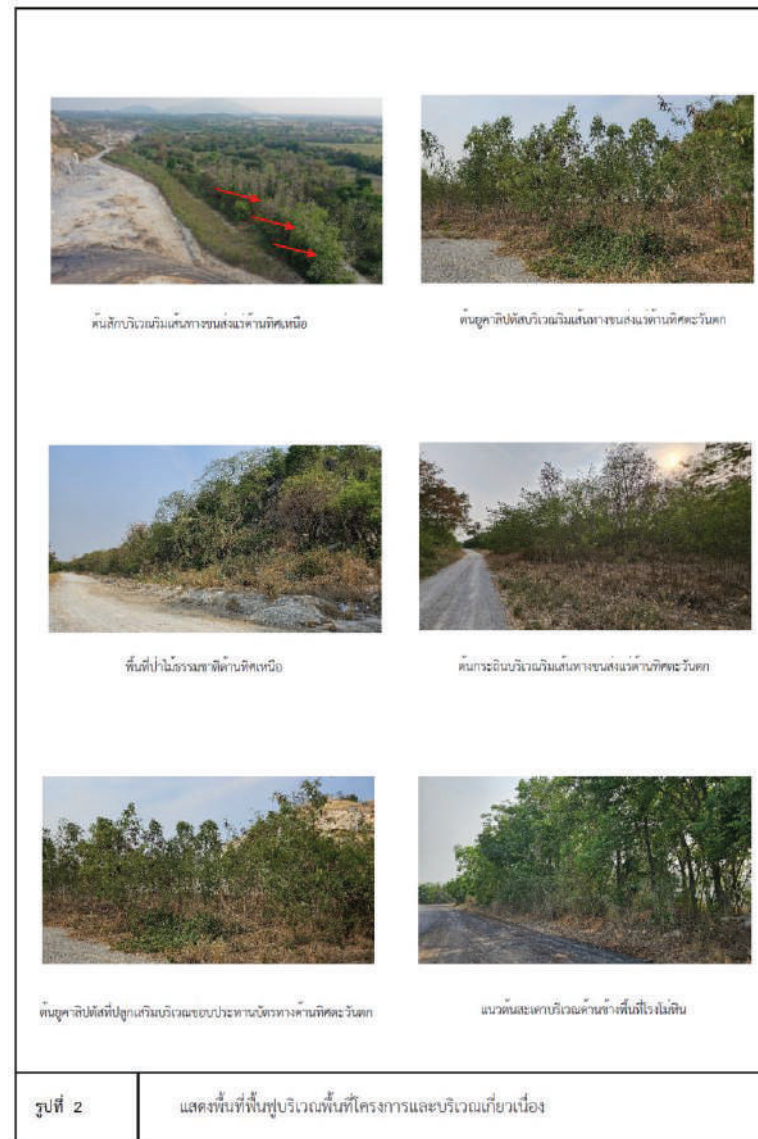 ต้นสักบริเวณริมเส้นทางขนส่งแร่ด้านทิศเหนือ
ต้นยูคาลิปตัสบริเวณริมเส้นทางขนส่งแร่ด้านทิศตะวันตก
พื้นที่ป่าไม้ธรรมชาติด้านทิศเหนือ
ต้นกระถินบริเวณริมเส้นทางขนส่งแร่ด้านทิศตะวันตก
ต้นยูคาลิปตัสที่ปลูกเสริมบริเวณขอบประทานบัตรทางด้านทิศตะวันตก
แนวต้นสะเดาบริเวณด้านข้างพื้นที่โรงโม่หิน
รูปที่ 2
แสดงพื้นที่ฟื้นฟูบริเวณพื้นที่โครงการและบริเวณเกี่ยวเนื่อง